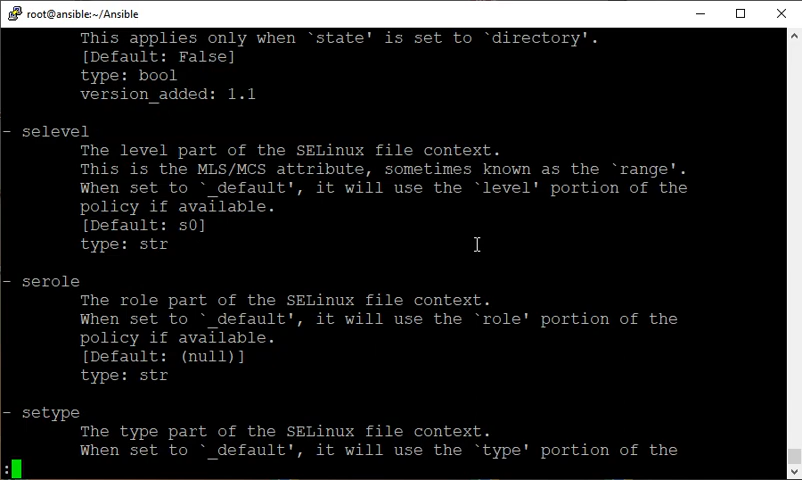 root@ansible:~/Ansible
This applies only when `state' is set to `directory'.
[Default: False]
type: bool
version_added: 1.1
- selevel
The level part of the SELinux file context.
This is the MLS/MCS attribute, sometimes known as the `range'.
When set to `_default', it will use the `level' portion of the
policy if available.
[Default: s0]
type: str
- serole
The role part of the SELinux file context.
When set to `_default', it will use the `role' portion of the
policy if available.
[Default: (null)]
type: str
- setype
The type part of the SELinux file context.
When set to `_default', it will use the `type' portion of the
: